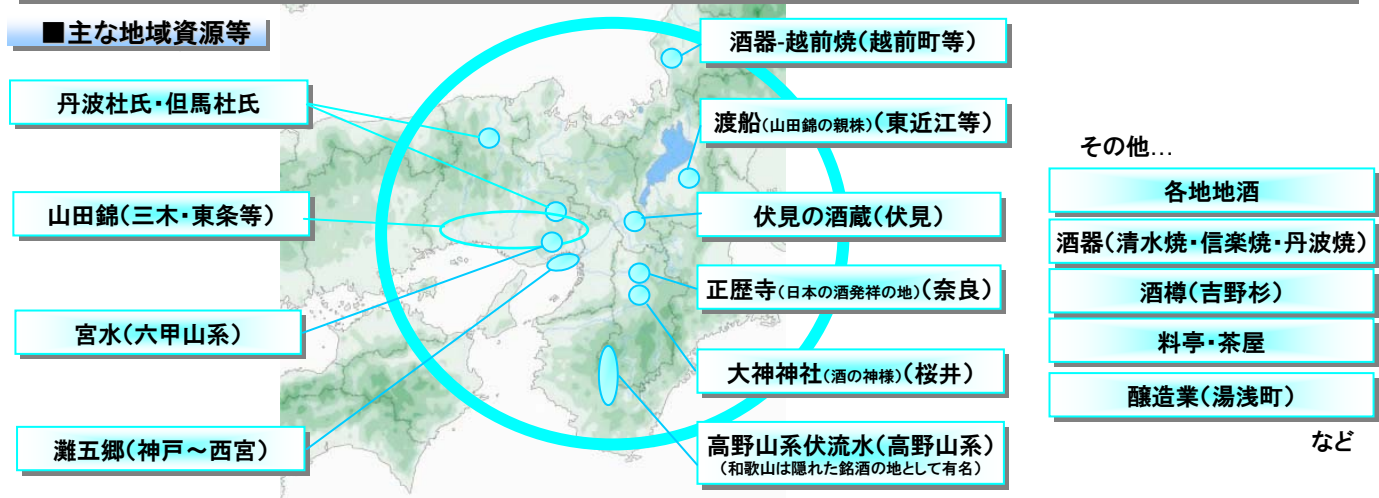 ■主な地域資源等
丹波杜氏・但馬杜氏
山田錦(三木・東条等)
宮水(六甲山系)
灘五郷(神戸~西宮)
酒器-越前焼(越前町等)
渡船(山田錦の親株)(東近江等)
伏見の酒蔵(伏見)
正歴寺(日本の酒発祥の地)(奈良)
大神神社(酒の神様)(桜井)
高野山系伏流水(高野山系)
(和歌山は隠れた銘酒の地として有名)
その他…
各地地酒
酒器(清水焼・信楽焼・丹波焼)
酒樽(吉野杉)
料亭・茶屋
醸造業(湯浅町)
など